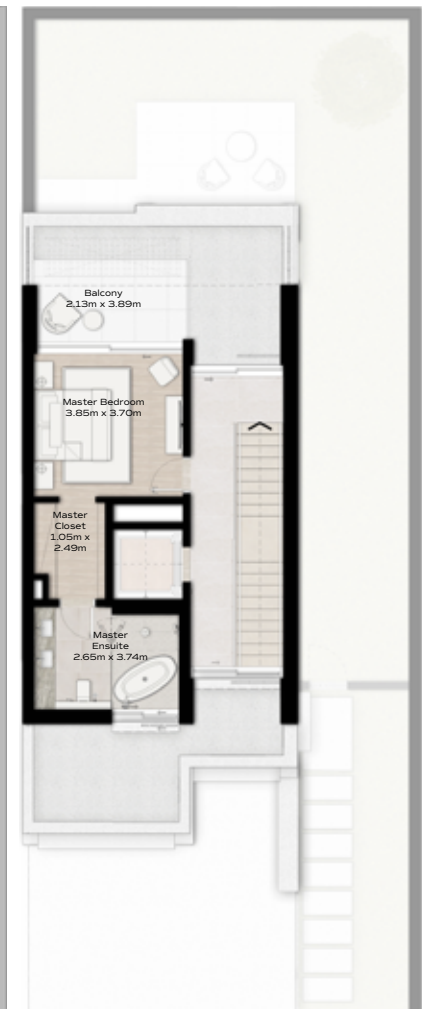 Balcony
2.13m x 3.89m
Master Bedroom
3.85m x 3.70m
Master
Closet
1.05m x
2.49m
Master
Ensuite
2.65m x 3.74m